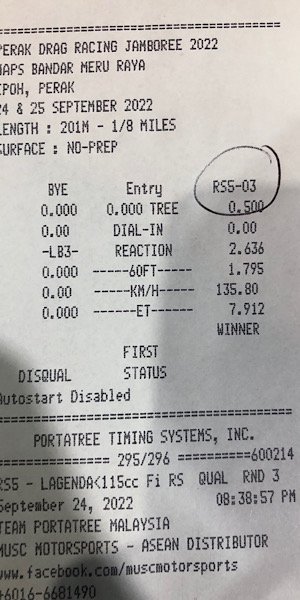 =====================================
PERAK DRAG RACING JAMBOREE 2022
MAPS BANDAR MERU RAYA
IPOH, PERAK
24 & 25 SEPTEMBER 2022
LENGTH : 201M - 1/8 MILES
SURFACE : NO-PREP
BYE Entry RS5-03
0.000 0.000 TREE 0.500
0.00 DIAL-IN 0.00
-LB3- REACTION 2.636
0.000 -----60FT----- 1.795
0.00 -----KM/H----- 135.80
0.000 ------ET------ 7.912
WINNER
FIRST
DISQUAL STATUS
Autostart Disabled
=====================================
PORTATREE TIMING SYSTEMS, INC.
============== 295/296 ==========600214
RS5 - LAGENDA<115cc Fi RS QUAL RND 3
September 24, 2022 08:38:57 PM
TEAM PORTATREE MALAYSIA
MUSC MOTORSPORTS - ASEAN DISTRIBUTOR
www.facebook.com/muscmotorsports
+6016-6681490